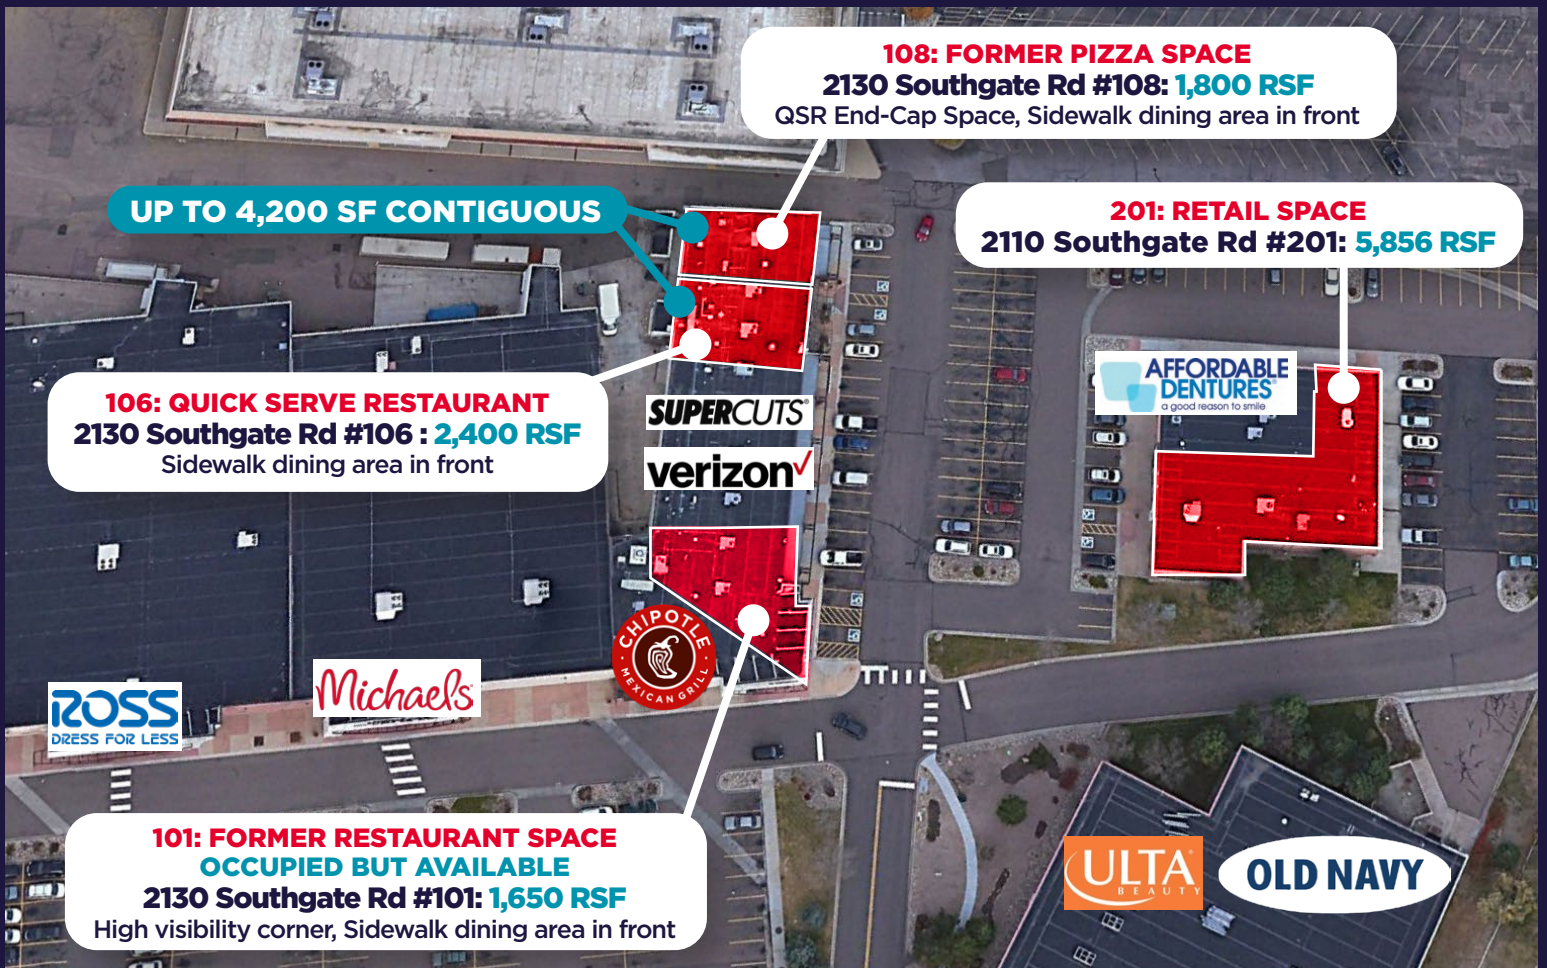 108: FORMER PIZZA SPACE
2130 Southgate Rd #108: 1,800 RSF
QSR End-Cap Space, Sidewalk dining area in front
UP TO 4,200 SF CONTIGUOUS
201: RETAIL SPACE
2110 Southgate Rd #201: 5,856 RSF
AFFORDABLE
DENTURES®
a good reason to smile
106: QUICK SERVE RESTAURANT
2130 Southgate Rd #106 : 2,400 RSF
Sidewalk dining area in front
SUPERCUTS®
verizon✓
CHIPOTLE
MEXICAN GRILL
Michaels
ROSS
DRESS FOR LESS
101: FORMER RESTAURANT SPACE
OCCUPIED BUT AVAILABLE
2130 Southgate Rd #101: 1,650 RSF
High visibility corner, Sidewalk dining area in front
ULTA
BEAUTY
OLD NAVY